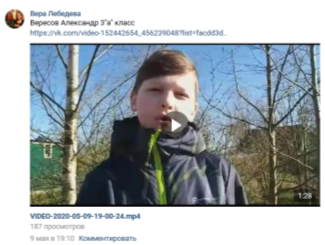 Вера Лебедева
Вересов Александр 3"а" класс
https://vk.com/video-152442654_456239048?list=facdd3d..
1:28
VIDEO-2020-05-09-19-00-24.mp4
187 просмотров
9 мая в 19:10 Комментировать